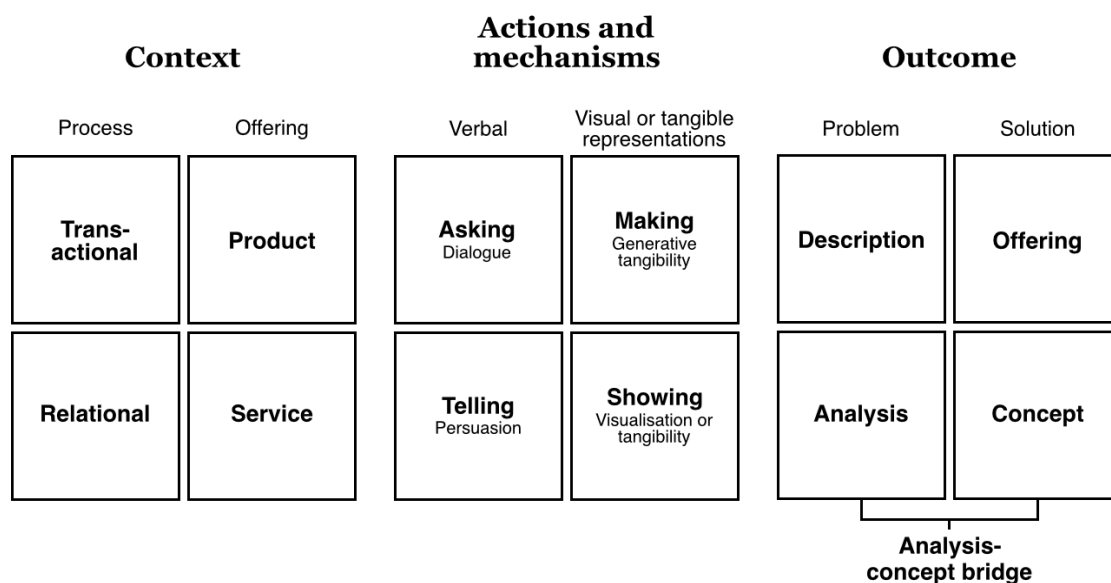 Context
Actions and
mechanisms
Outcome
Process
Offering
Verbal
Visual or tangible
representations
Problem
Solution
Trans-
actional
Product
Asking
Dialogue
Making
Generative
tangibility
Description
Offering
Relational
Service
Telling
Persuasion
Showing
Visualisation or
tangibility
Analysis
Concept
Analysis-
concept bridge